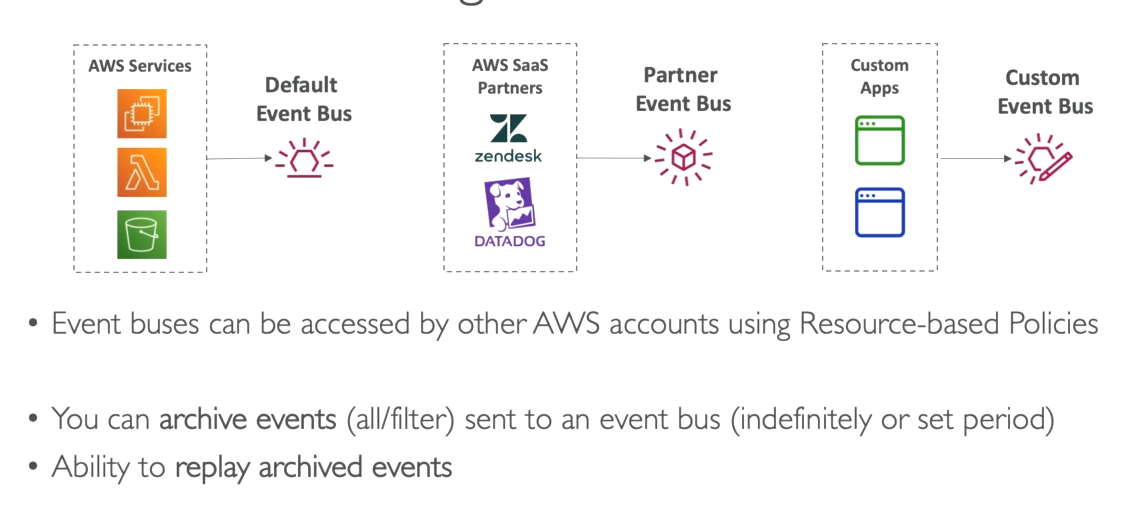 AWS Services
Default
Event Bus
AWS SaaS
Partners
zendesk
DATADOG
Partner
Event Bus
Custom
Apps
Custom
Event Bus
• Event buses can be accessed by other AWS accounts using Resource-based Policies
• You can archive events (all/filter) sent to an event bus (indefinitely or set period)
• Ability to replay archived events